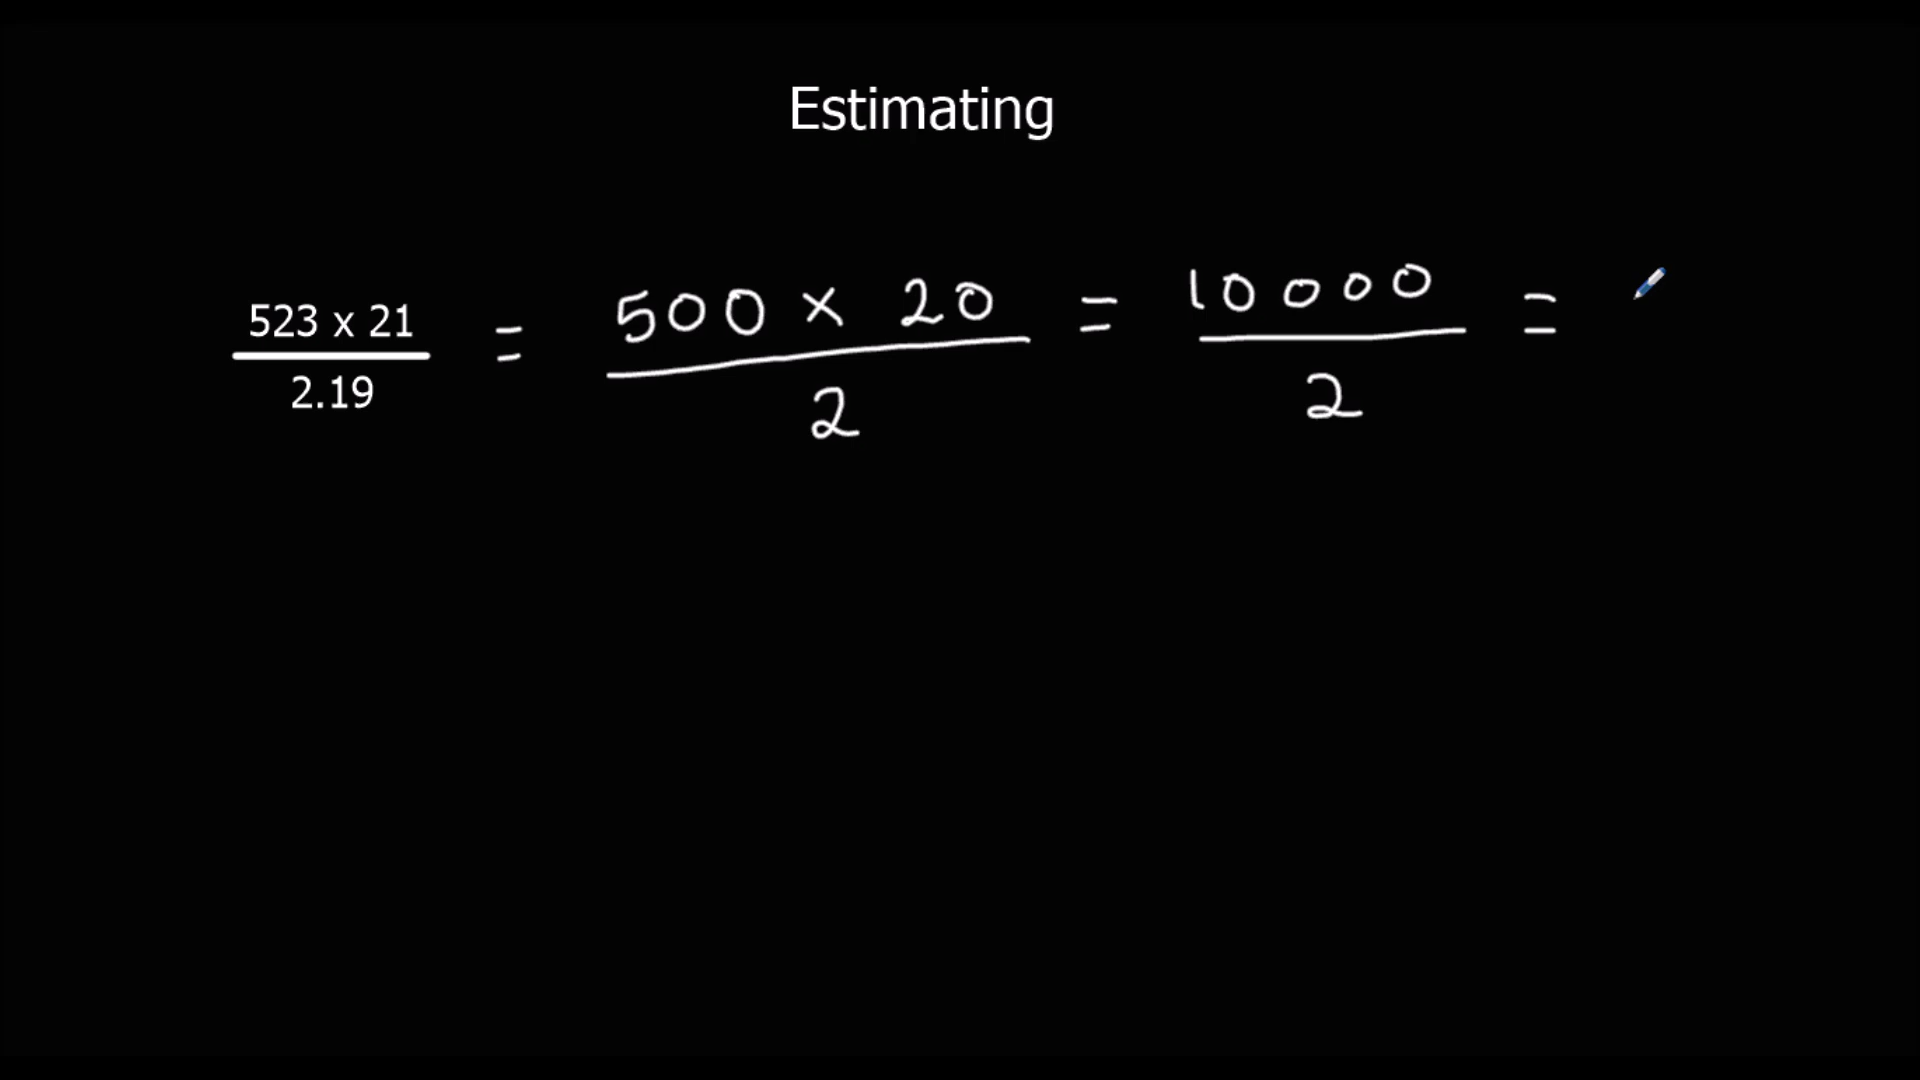 Estimating
523 x 21 = 500 x 20 = 10000 =
2.19 2 2